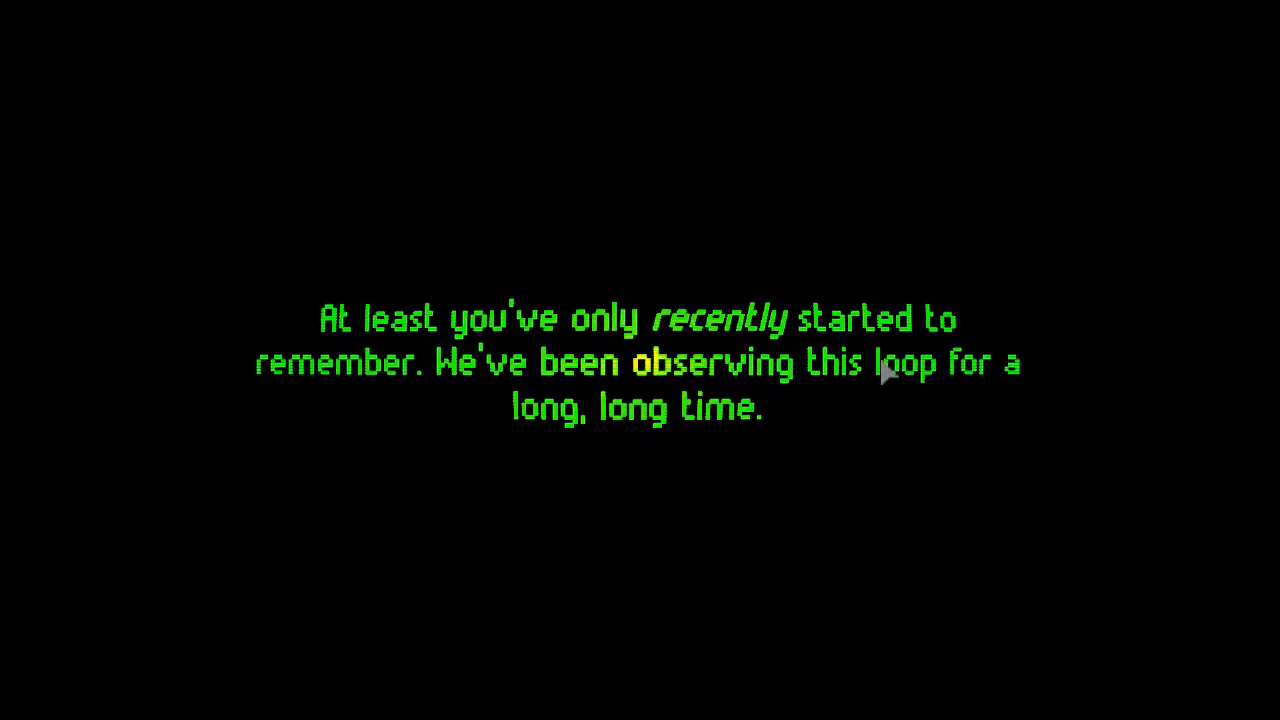 At least you've only recently started to
remember. We've been observing this loop for a
long, long time.